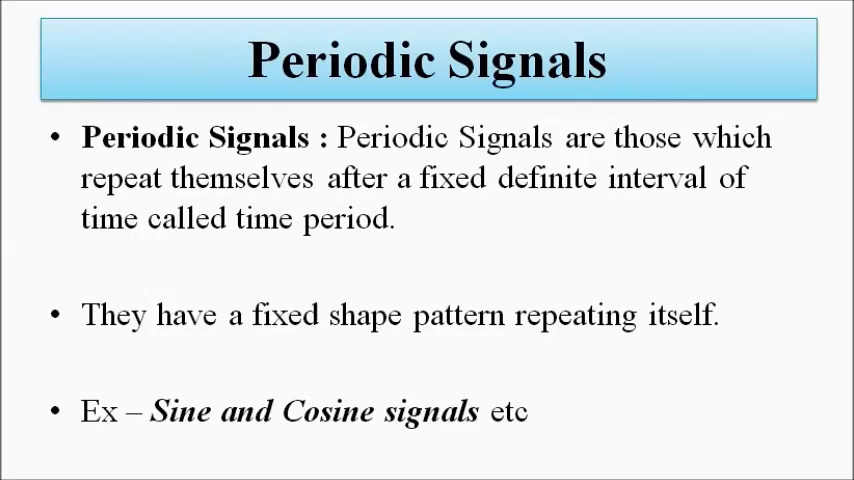 Periodic Signals
• Periodic Signals : Periodic Signals are those which
repeat themselves after a fixed definite interval of
time called time period.
• They have a fixed shape pattern repeating itself.
• Ex – Sine and Cosine signals etc